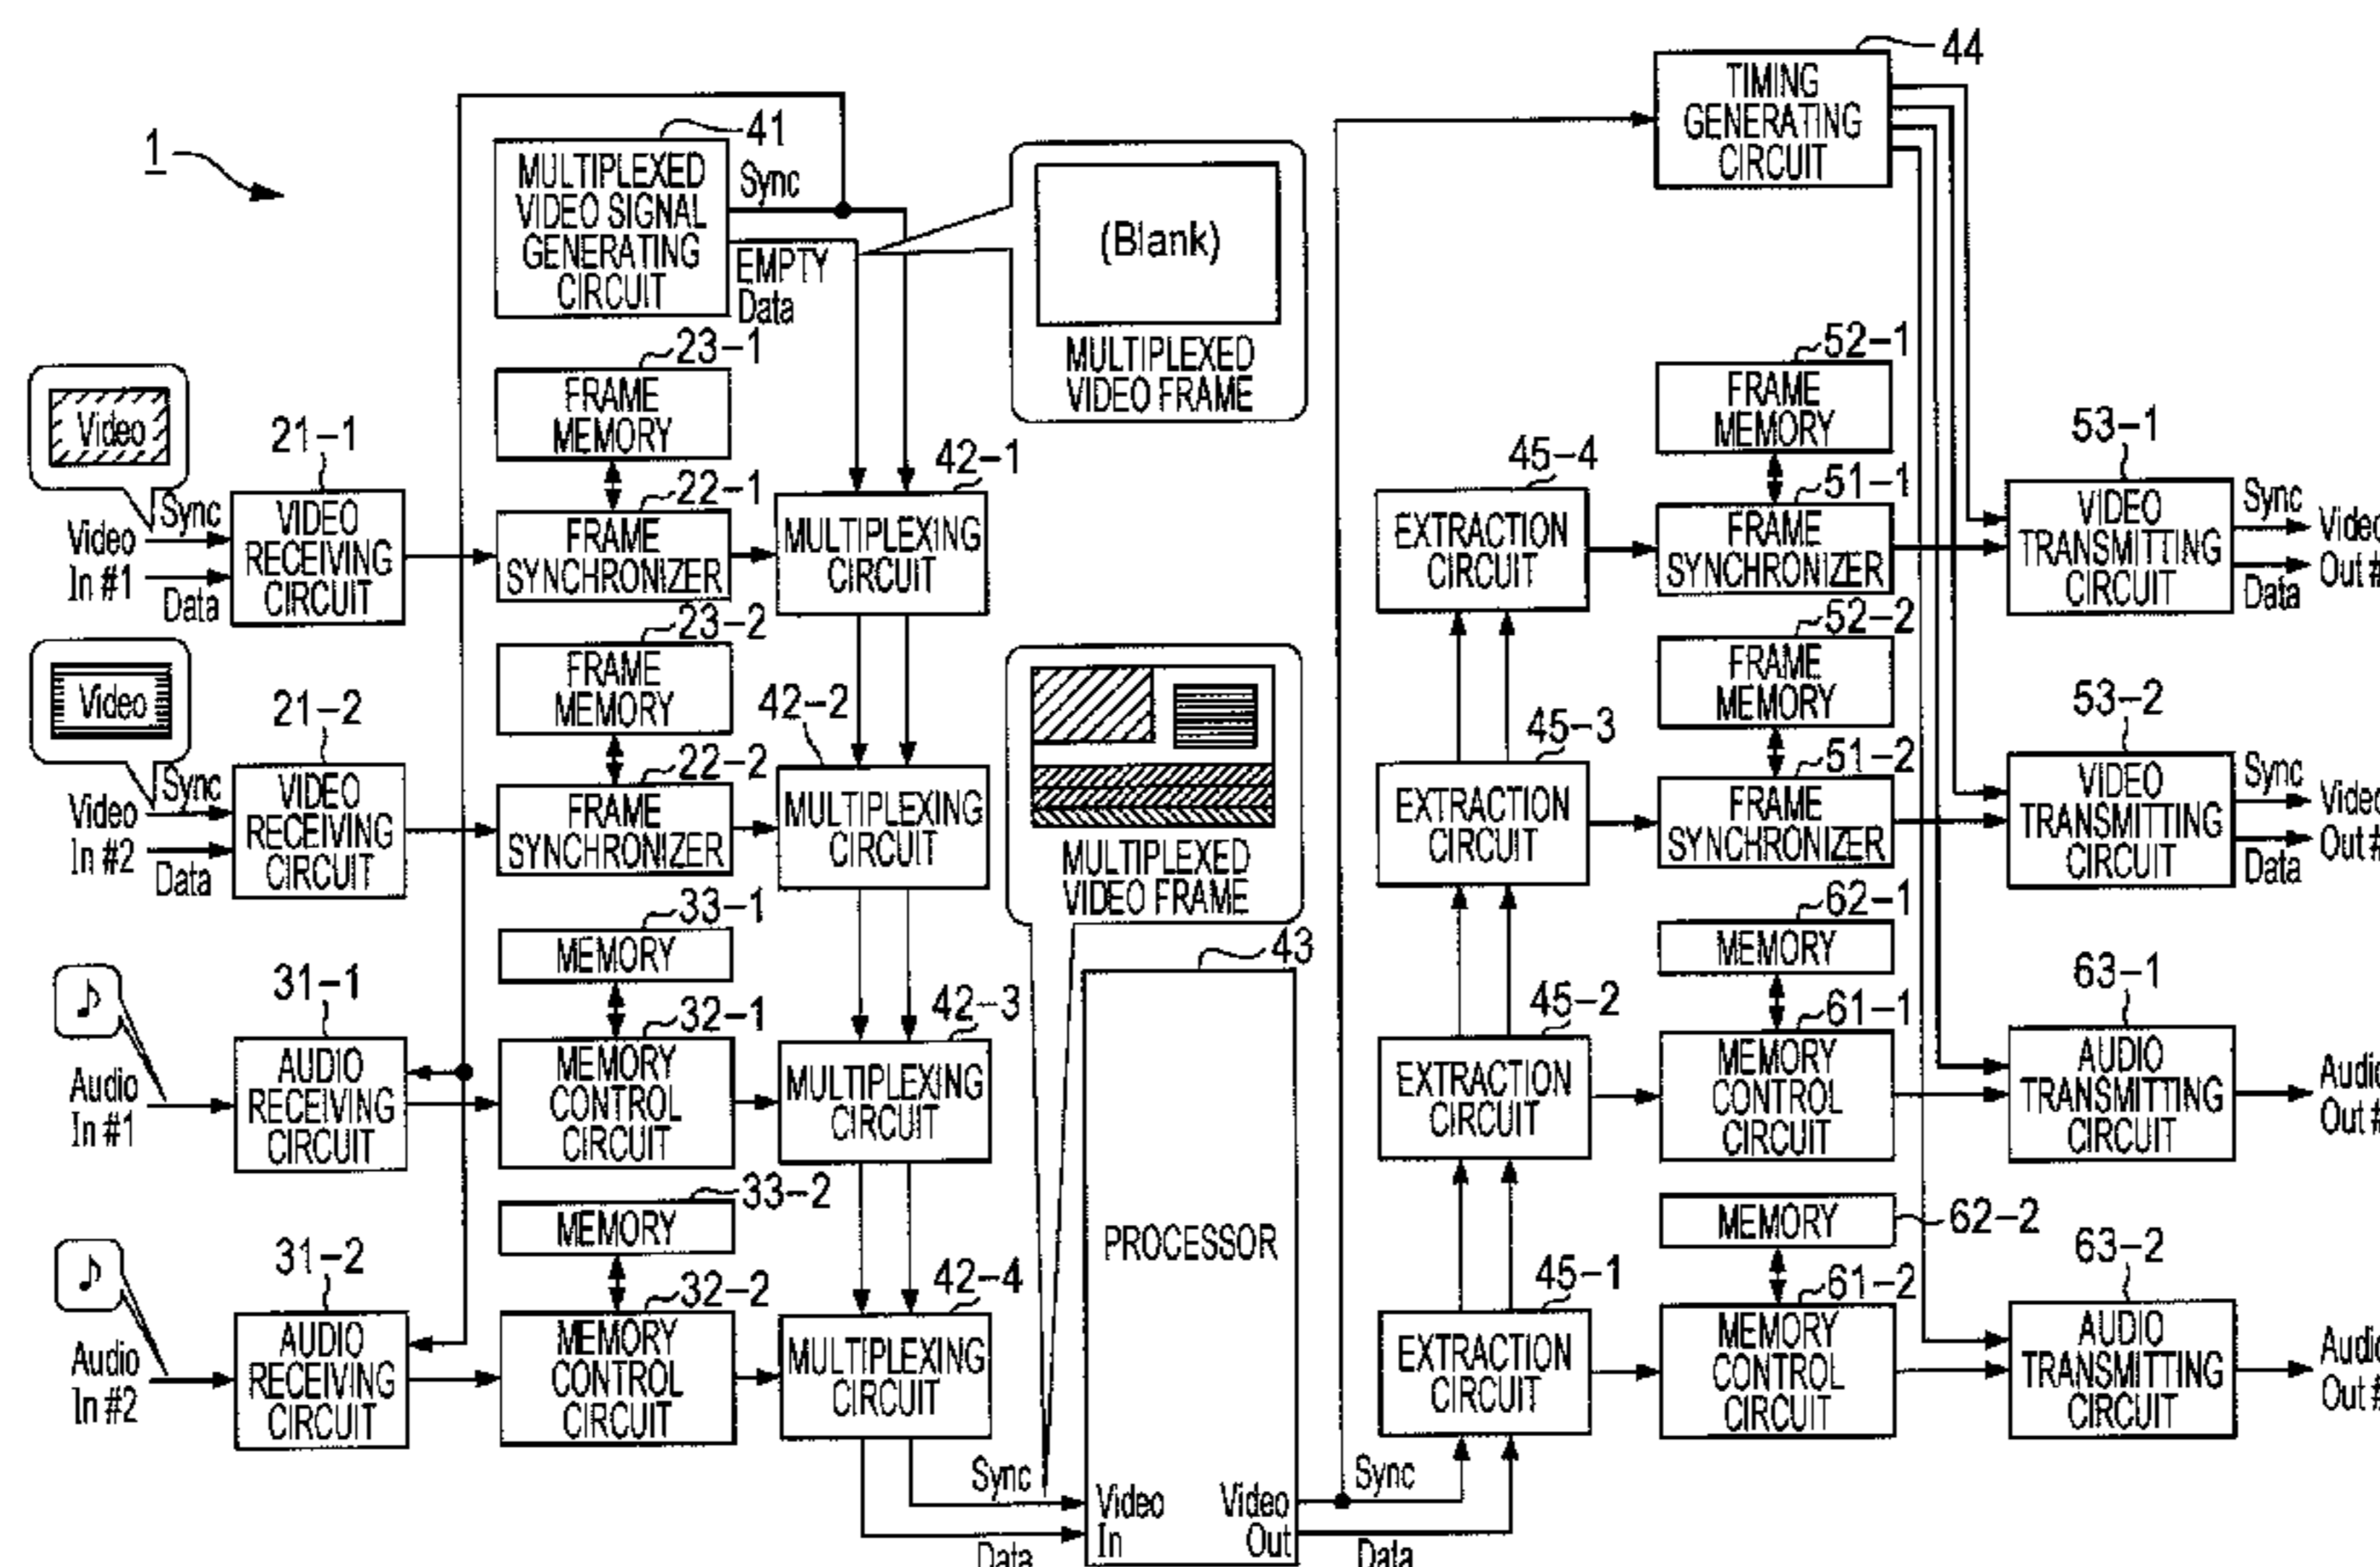 1
44
TIMING
GENERATING
CIRCUIT
41
MULTIPLEXED
VIDEO SIGNAL
GENERATING
CIRCUIT
Sync
EMPTY
Data
(Blank)
MULTIPLEXED
VIDEO FRAME
23-1
FRAME
MEMORY
52-1
FRAME
MEMORY
Video
Sync
Video
In #1
Data
21-1
VIDEO
RECEIVING
CIRCUIT
22-1
FRAME
SYNCHRONIZER
42-1
MULTIPLEXING
CIRCUIT
45-4
EXTRACTION
CIRCUIT
51-1
FRAME
SYNCHRONIZER
53-1
VIDEO
TRANSMITTING
CIRCUIT
Sync
Data
Video
Out #
23-2
FRAME
MEMORY
52-2
FRAME
MEMORY
Video
Sync
Video
In #2
Data
21-2
VIDEO
RECEIVING
CIRCUIT
22-2
FRAME
SYNCHRONIZER
42-2
MULTIPLEXING
CIRCUIT
MULTIPLEXED
VIDEO FRAME
45-3
EXTRACTION
CIRCUIT
51-2
FRAME
SYNCHRONIZER
53-2
VIDEO
TRANSMITTING
CIRCUIT
Sync
Data
Video
Out #
33-1
MEMORY
62-1
MEMORY
Audio
In #1
31-1
AUDIO
RECEIVING
CIRCUIT
32-1
MEMORY
CONTROL
CIRCUIT
42-3
MULTIPLEXING
CIRCUIT
43
PROCESSOR
45-2
EXTRACTION
CIRCUIT
61-1
MEMORY
CONTROL
CIRCUIT
63-1
AUDIO
TRANSMITTING
CIRCUIT
Audio
Out #
33-2
MEMORY
62-2
MEMORY
Audio
In #2
31-2
AUDIO
RECEIVING
CIRCUIT
32-2
MEMORY
CONTROL
CIRCUIT
42-4
MULTIPLEXING
CIRCUIT
45-1
EXTRACTION
CIRCUIT
61-2
MEMORY
CONTROL
CIRCUIT
63-2
AUDIO
TRANSMITTING
CIRCUIT
Audio
Out #
Sync
Data
Video
In
Video
Out
Sync
Data